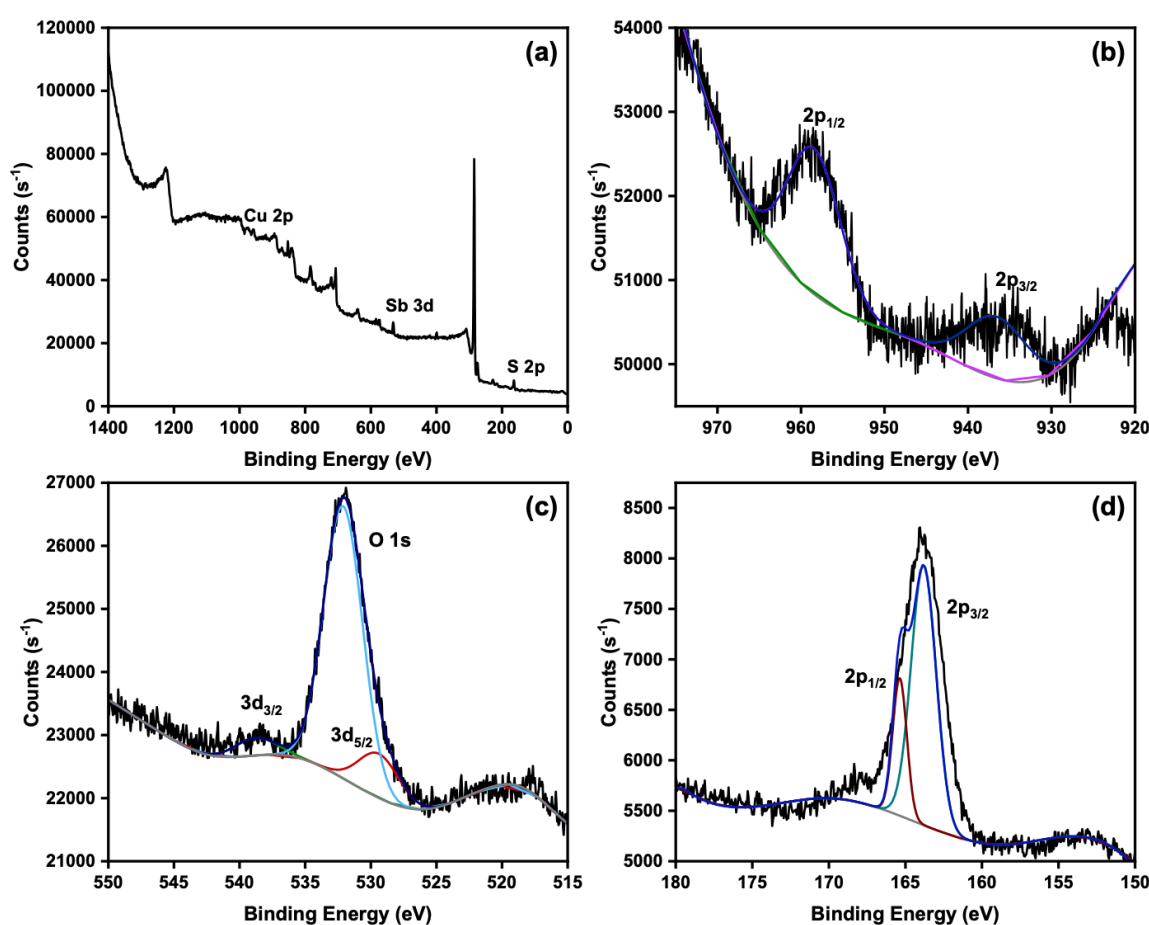 (a)
120000
100000
80000
60000
40000
20000
0
Counts (s⁻¹)
Cu 2p
Sb 3d
S 2p
1400 1200 1000 800 600 400 200 0
Binding Energy (eV)
(b)
54000
53000
52000
51000
50000
Counts (s⁻¹)
2p₁/₂
2p₃/₂
970 960 950 940 930 920
Binding Energy (eV)
(c)
27000
26000
25000
24000
23000
22000
21000
Counts (s⁻¹)
O 1s
3d₃/₂
3d₅/₂
550 545 540 535 530 525 520 515
Binding Energy (eV)
(d)
8500
8000
7500
7000
6500
6000
5500
5000
Counts (s⁻¹)
2p₃/₂
2p₁/₂
180 175 170 165 160 155 150
Binding Energy (eV)